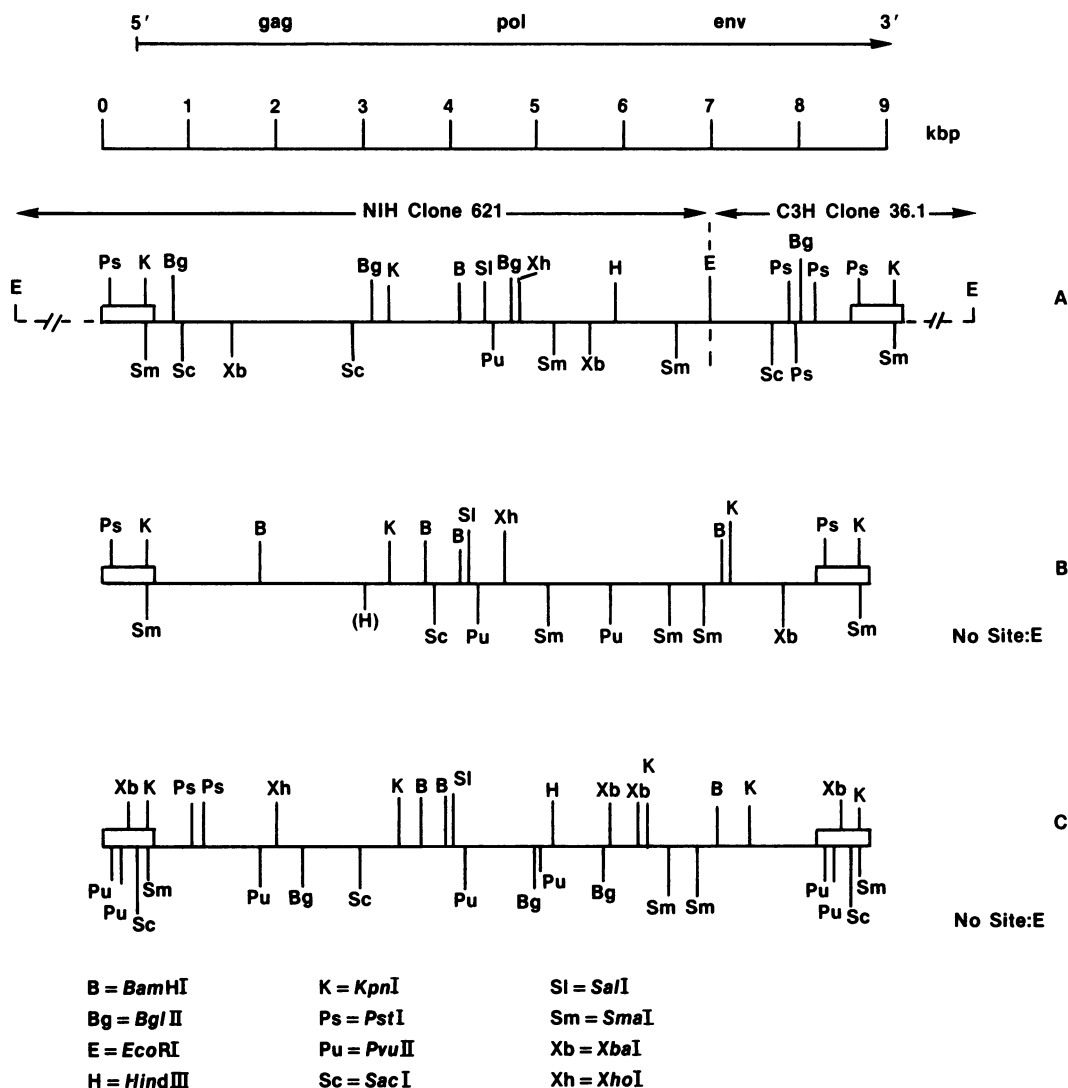 5′ gag pol env 3′
0 1 2 3 4 5 6 7 8 9 kbp
NIH Clone 621 C3H Clone 36.1
E Ps K Bg Bg K B Sl Bg Xh H E Ps Bg Ps Ps K E A
Sm Sc Xb Sc Pu Sm Xb Sm Sc Ps Sm
Ps K B K B B Sl Xh B K Ps K B
Sm (H) Sc Pu Sm Pu Sm Sm Xb Sm
No Site:E
Xb K Ps Ps Xh K B B Sl H Xb Xb K B K Xb K C
Pu Pu Sc Sm Pu Bg Sc Pu Bg Pu Bg Sm Sm Pu Pu Sc Sm
No Site:E
B = BamHI K = KpnI Sl = SalI
Bg = BglII Ps = PstI Sm = SmaI
E = EcoRI Pu = PvuII Xb = XbaI
H = HindIII Sc = SacI Xh = XhoI